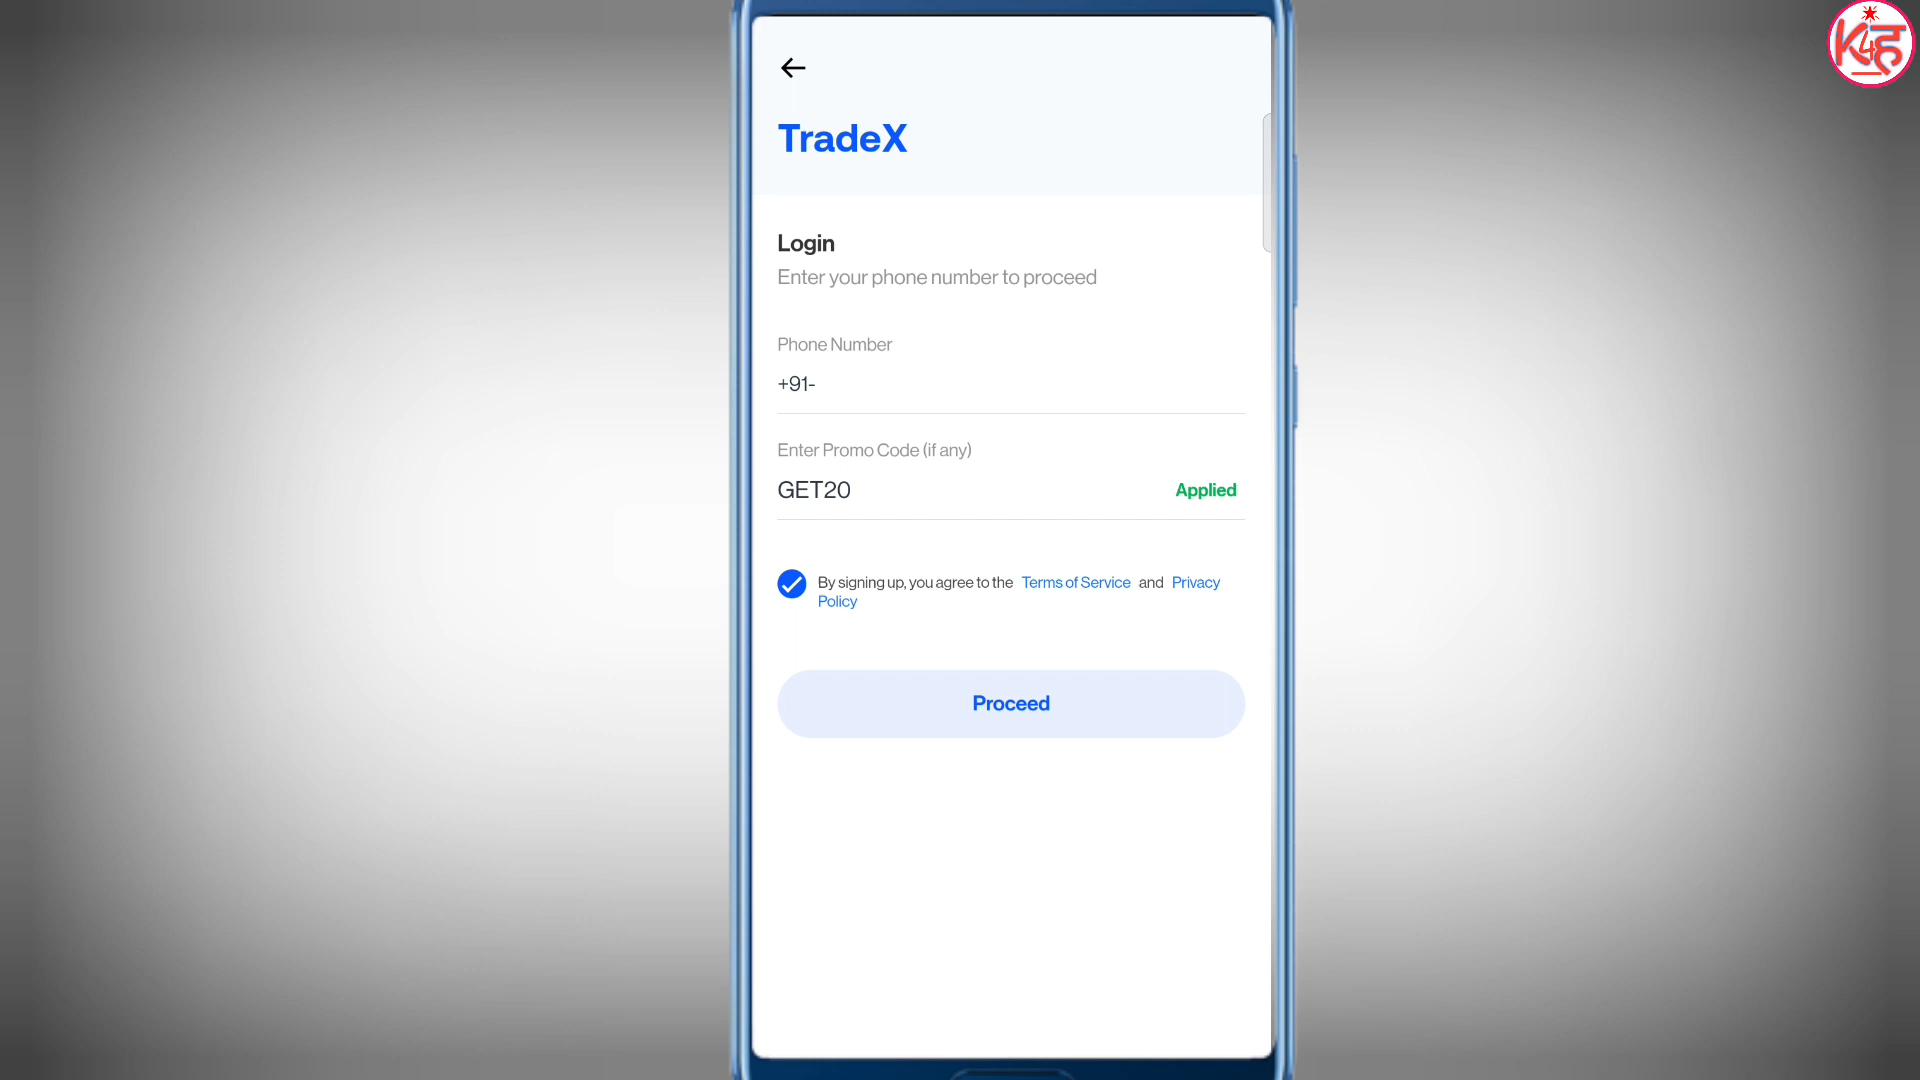 K4ह
TradeX
Login
Enter your phone number to proceed
Phone Number
+91-
Enter Promo Code (if any)
GET20 Applied
By signing up, you agree to the Terms of Service and Privacy
Policy
Proceed